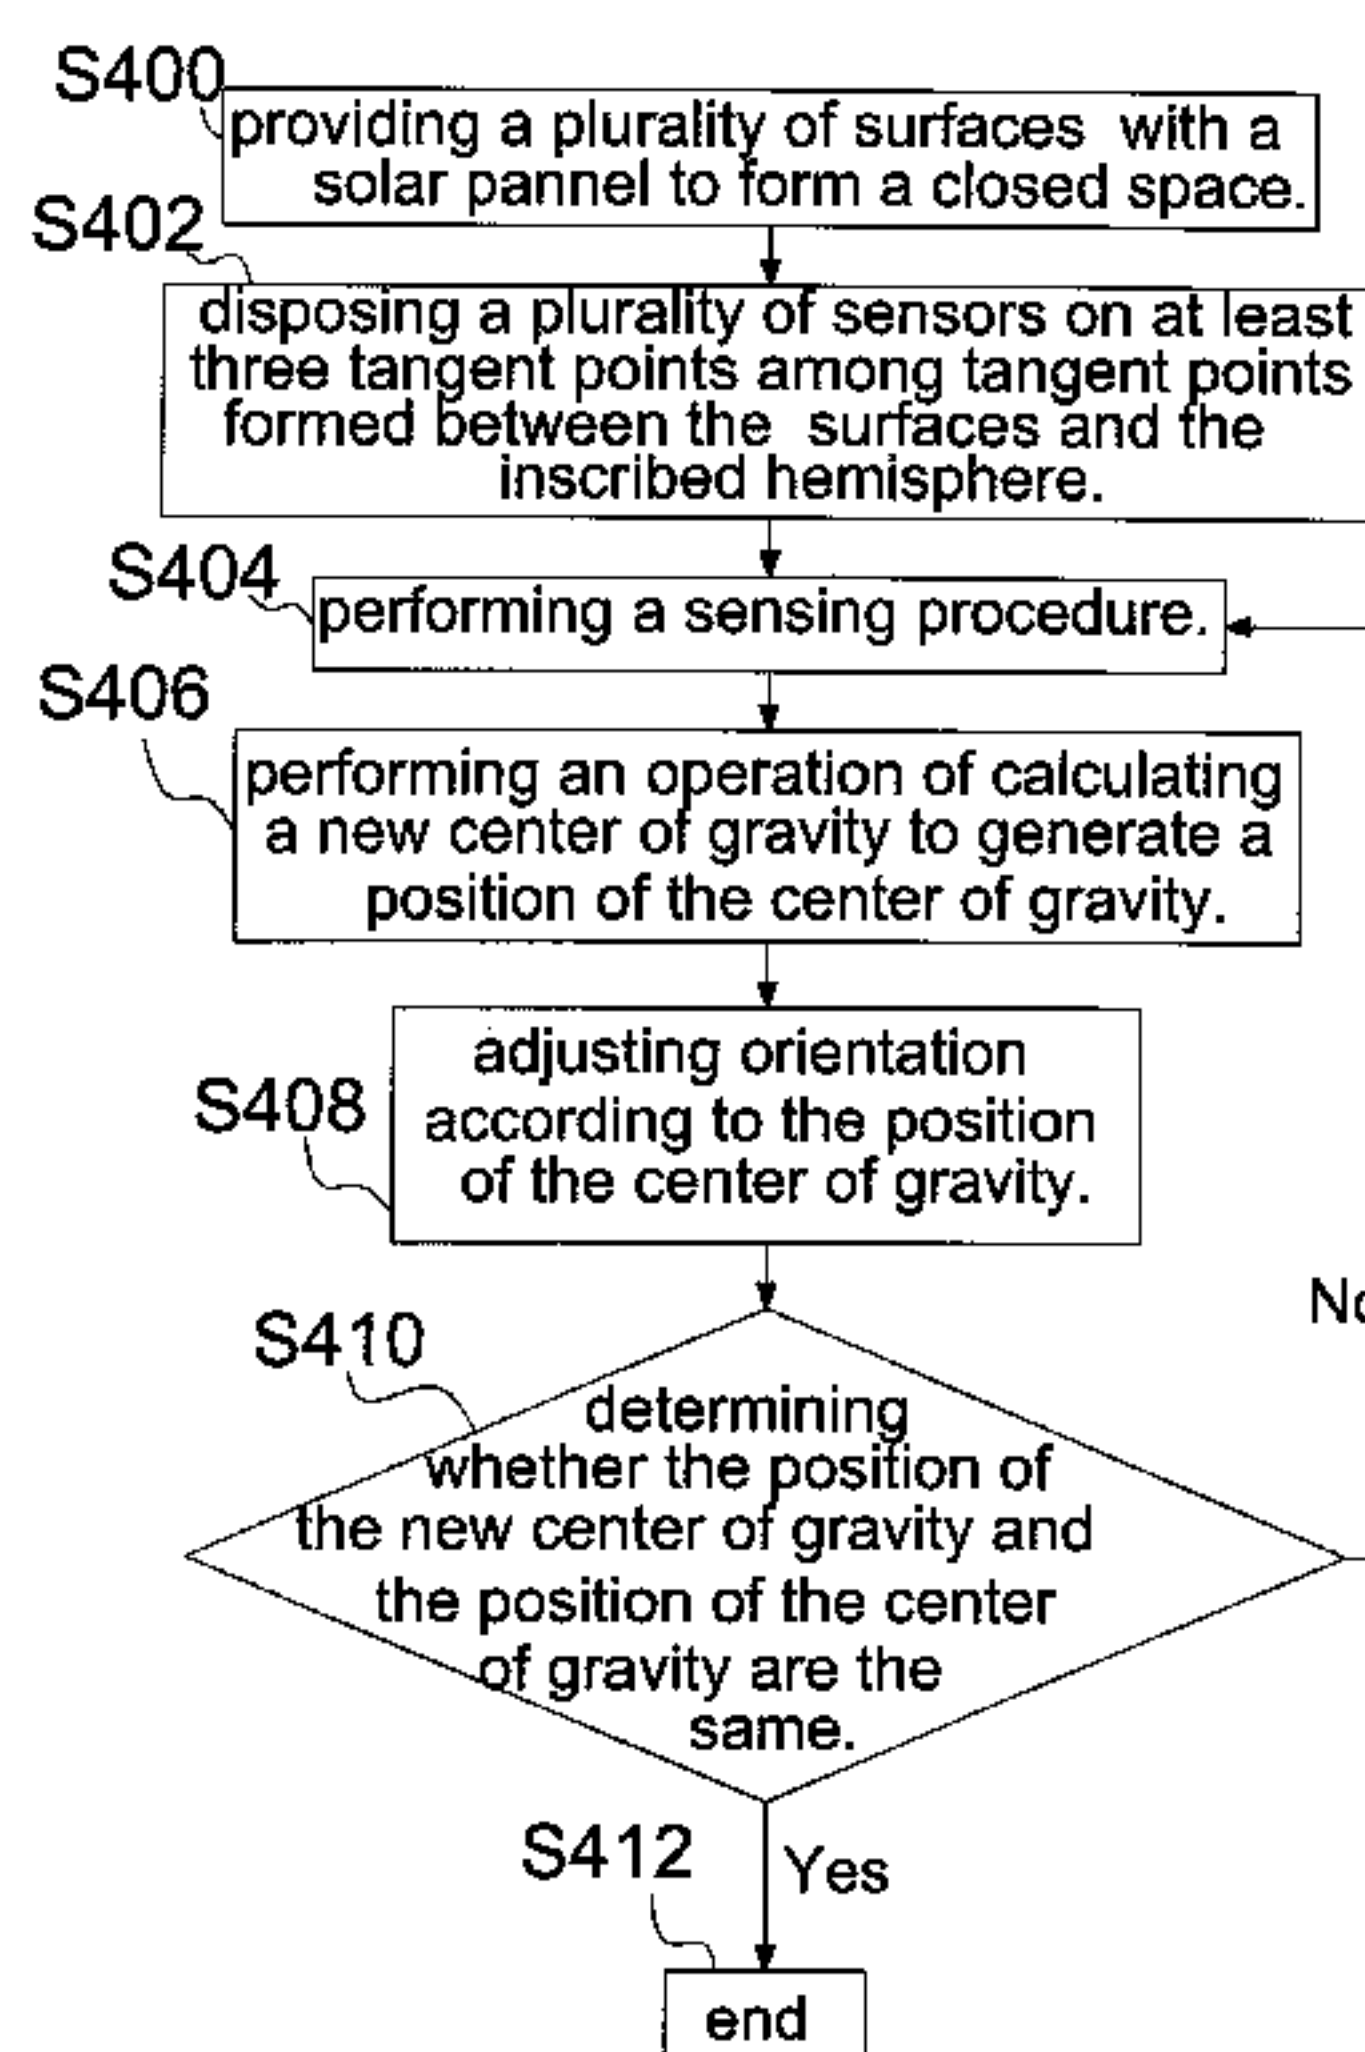 S400
providing a plurality of surfaces with a
solar pannel to form a closed space.
S402
disposing a plurality of sensors on at least
three tangent points among tangent points
formed between the surfaces and the
inscribed hemisphere.
S404
performing a sensing procedure.
S406
performing an operation of calculating
a new center of gravity to generate a
position of the center of gravity.
S408
adjusting orientation
according to the position
of the center of gravity.
No
S410
determining
whether the position of
the new center of gravity and
the position of the center
of gravity are the
same.
S412
Yes
end